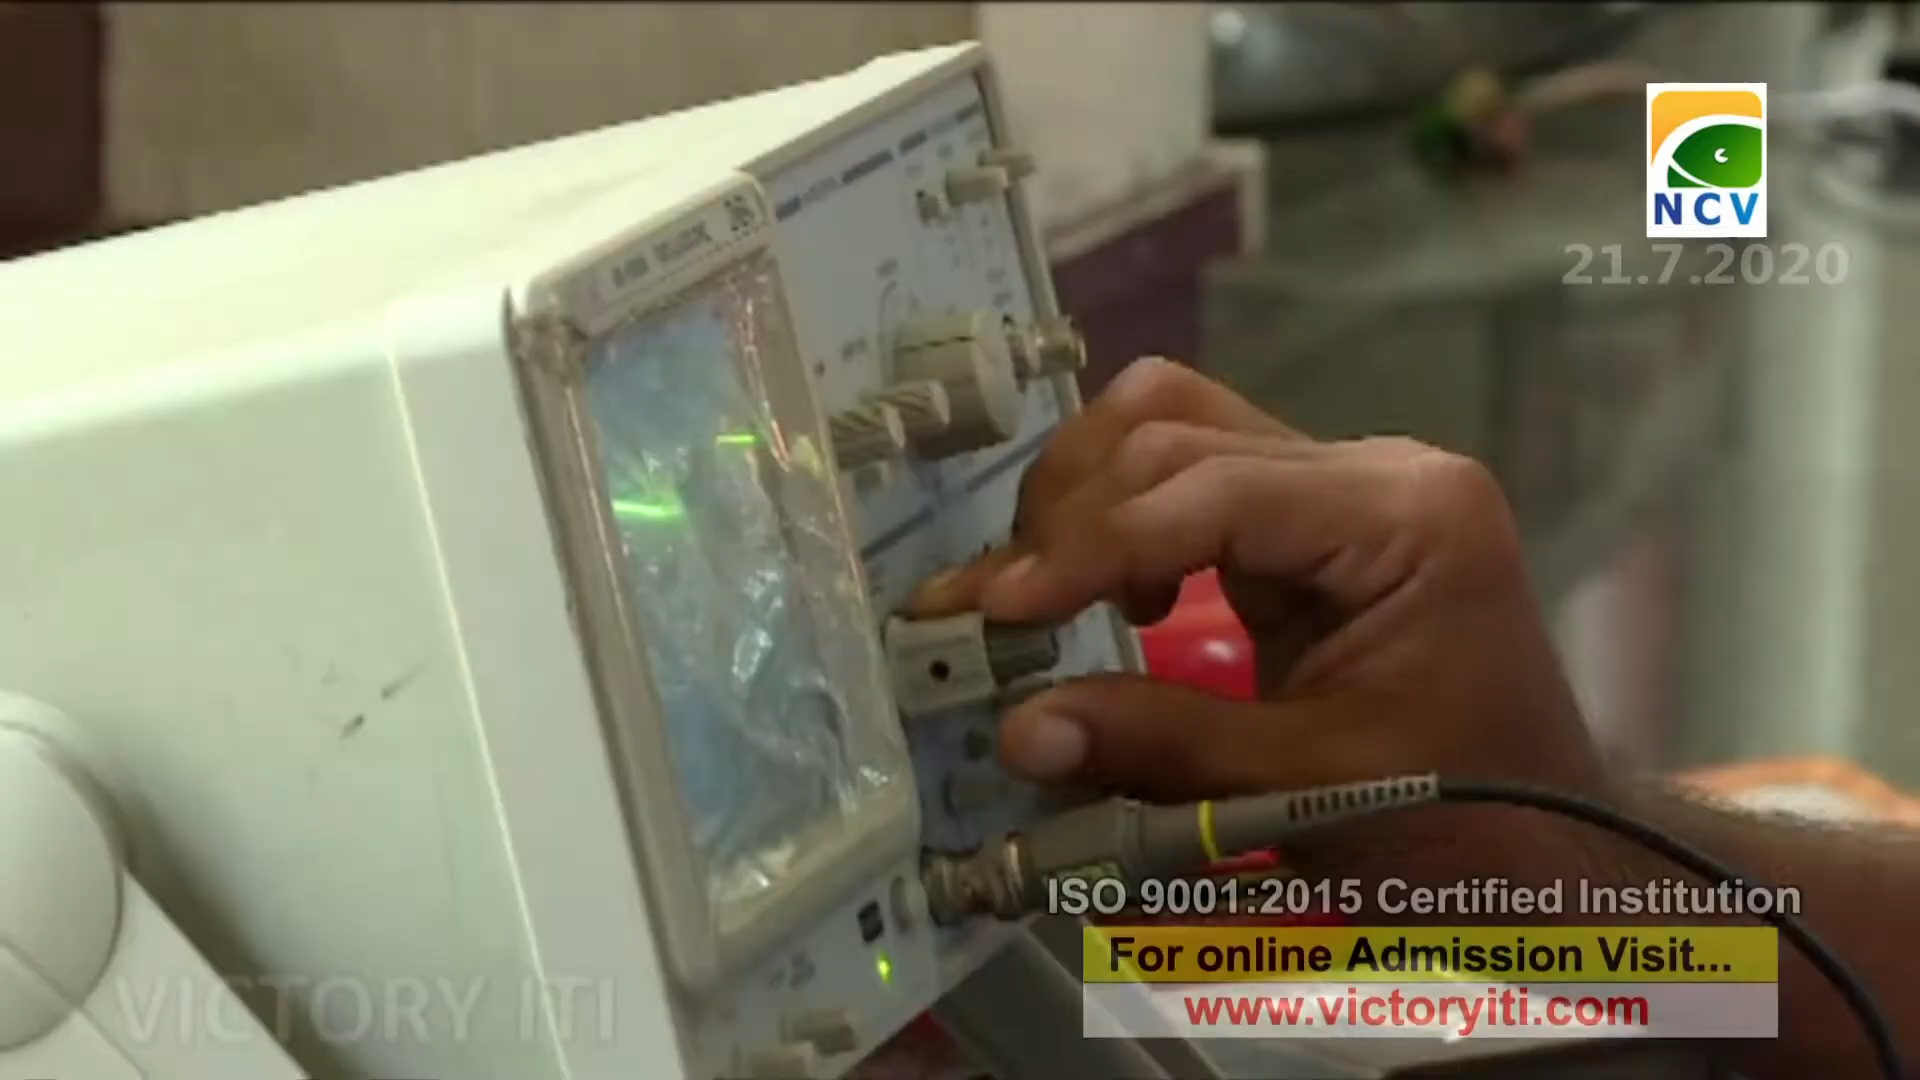 NCV
21.7.2020
ISO 9001:2015 Certified Institution
For online Admission Visit...
www.victoryiti.com
VICTORY ITI